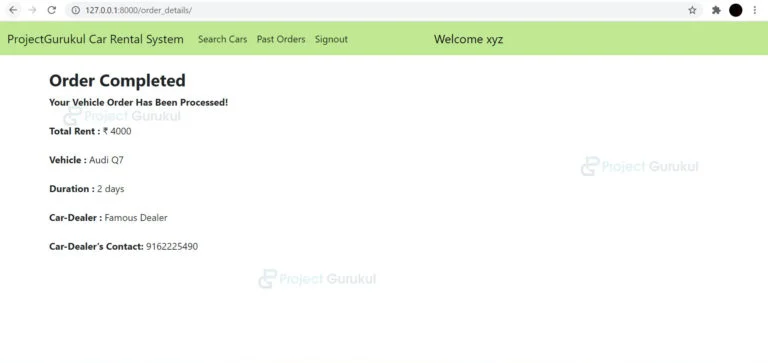 127.0.0.1:8000/order_details/
ProjectGurukul Car Rental System Search Cars Past Orders Signout Welcome xyz
Order Completed
Your Vehicle Order Has Been Processed!
Project Gurukul
Total Rent : ₹ 4000
Vehicle : Audi Q7
Project Gurukul
Duration : 2 days
Car-Dealer : Famous Dealer
Car-Dealer's Contact: 9162225490
Project Gurukul